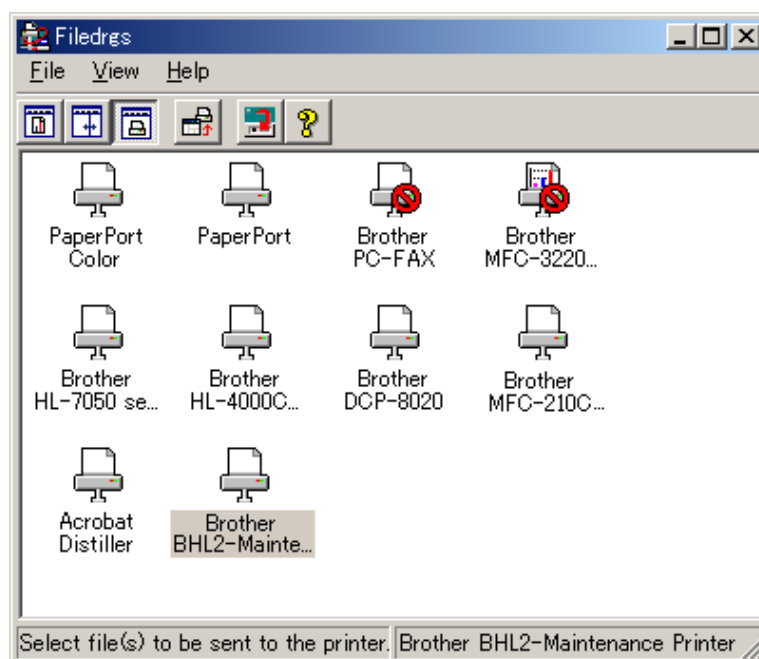 Filedrgs
File View Help
PaperPort
Color
PaperPort
Brother
PC-FAX
Brother
MFC-3220...
Brother
HL-7050 se...
Brother
HL-4000C...
Brother
DCP-8020
Brother
MFC-210C...
Acrobat
Distiller
Brother
BHL2-Mainte...
Select file(s) to be sent to the printer. Brother BHL2-Maintenance Printer